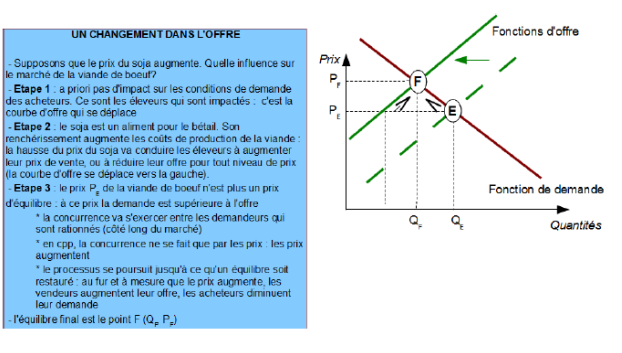 UN CHANGEMENT DANS L'OFFRE
- Supposons que le prix du soja augmente. Quelle influence sur
le marché de la viande de boeuf?
- Etape 1 : a priori pas d'impact sur les conditions de demande
des acheteurs. Ce sont les éleveurs qui sont impactés : c'est la
courbe d'offre qui se déplace
- Etape 2 : le soja est un aliment pour le bétail. Son
renchérissement augmente les coûts de production de la viande :
la hausse du prix du soja va conduire les éleveurs à augmenter
leur prix de vente, ou à réduire leur offre pour tout niveau de prix
(la courbe d'offre se déplace vers la gauche).
- Etape 3 : le prix PE de la viande de boeuf n'est plus un prix
d'équilibre : à ce prix la demande est supérieure à l'offre
* la concurrence va s'exercer entre les demandeurs qui
sont rationnés (côté long du marché)
* en cpp, la concurrence ne se fait que par les prix : les prix
augmentent
* le processus se poursuit jusqu'à ce qu'un équilibre soit
restauré : au fur et à mesure que le prix augmente, les
vendeurs augmentent leur offre, les acheteurs diminuent
leur demande
- l'équilibre final est le point F (QF, PF)
Fonctions d'offre
Prix
PF
F
PE
E
Fonction de demande
QF
QE
Quantités